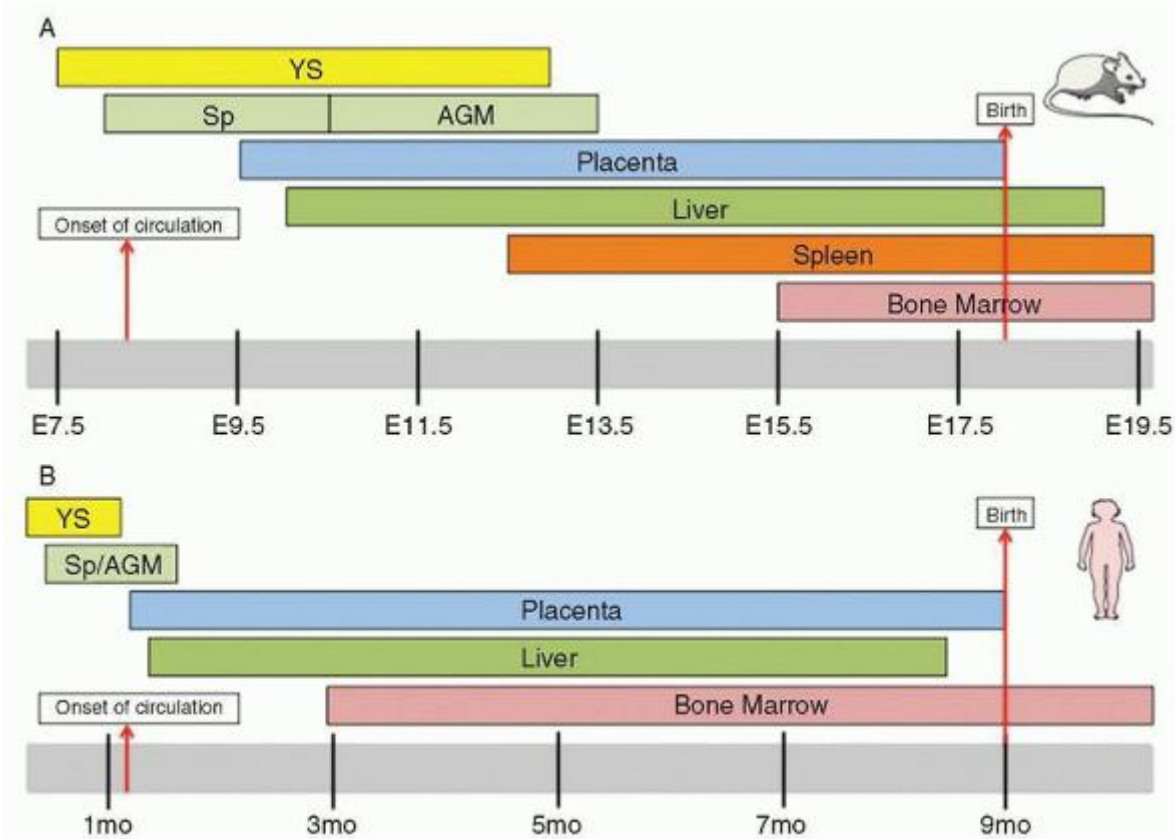 A
YS
Sp AGM
Birth
Placenta
Liver
Onset of circulation
Spleen
Bone Marrow
E7.5 E9.5 E11.5 E13.5 E15.5 E17.5 E19.5
B
YS
Birth
Sp/AGM
Placenta
Liver
Onset of circulation
Bone Marrow
1mo 3mo 5mo 7mo 9mo